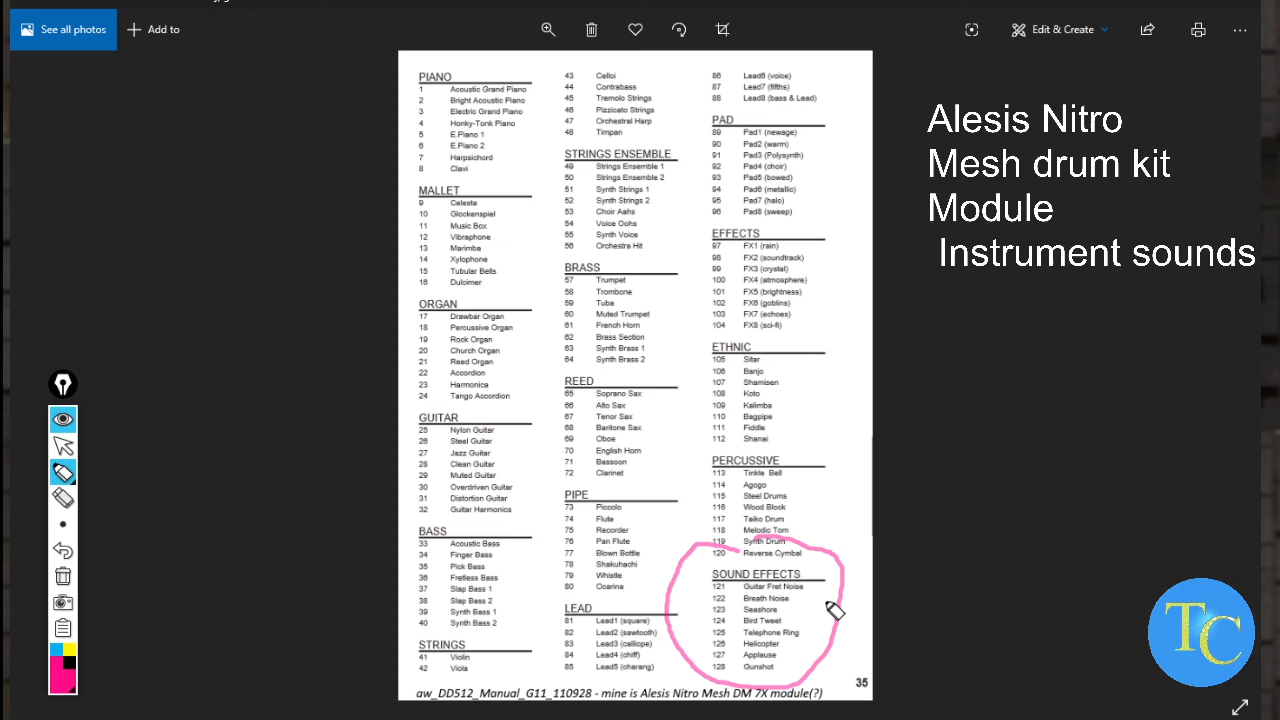 See all photos
Add to
Edit & Create
PIANO
1 Acoustic Grand Piano
2 Bright Acoustic Piano
3 Electric Grand Piano
4 Honky-Tonk Piano
5 E.Piano 1
6 E.Piano 2
7 Harpsichord
8 Clavi
MALLET
9 Celesta
10 Glockenspiel
11 Music Box
12 Vibraphone
13 Marimba
14 Xylophone
15 Tubular Bells
16 Dulcimer
ORGAN
17 Drawbar Organ
18 Percussive Organ
19 Rock Organ
20 Church Organ
21 Reed Organ
22 Accordion
23 Harmonica
24 Tango Accordion
GUITAR
25 Nylon Guitar
26 Steel Guitar
27 Jazz Guitar
28 Clean Guitar
29 Muted Guitar
30 Overdriven Guitar
31 Distortion Guitar
32 Guitar Harmonics
BASS
33 Acoustic Bass
34 Finger Bass
35 Pick Bass
36 Fretless Bass
37 Slap Bass 1
38 Slap Bass 2
39 Synth Bass 1
40 Synth Bass 2
STRINGS
41 Violin
42 Viola
43 Celloi
44 Contrabass
45 Tremolo Strings
46 Pizzicato Strings
47 Orchestral Harp
48 Timpan
STRINGS ENSEMBLE
49 Strings Ensemble 1
50 Strings Ensemble 2
51 Synth Strings 1
52 Synth Strings 2
53 Choir Aahs
54 Voice Oohs
55 Synth Voice
56 Orchestra Hit
BRASS
57 Trumpet
58 Trombone
59 Tuba
60 Muted Trumpet
61 French Horn
62 Brass Section
63 Synth Brass 1
64 Synth Brass 2
REED
65 Soprano Sax
66 Alto Sax
67 Tenor Sax
68 Baritone Sax
69 Oboe
70 English Horn
71 Bassoon
72 Clarinet
PIPE
73 Piccolo
74 Flute
75 Recorder
76 Pan Flute
77 Blown Bottle
78 Shakuhachi
79 Whistle
80 Ocarina
LEAD
81 Lead1 (square)
82 Lead2 (sawtooth)
83 Lead3 (calliope)
84 Lead4 (chiff)
85 Lead5 (charang)
86 Lead6 (voice)
87 Lead7 (fifths)
88 Lead8 (bass & Lead)
PAD
89 Pad1 (newage)
90 Pad2 (warm)
91 Pad3 (Polysynth)
92 Pad4 (choir)
93 Pad5 (bowed)
94 Pad6 (metallic)
95 Pad7 (halo)
96 Pad8 (sweep)
EFFECTS
97 FX1 (rain)
98 FX2 (soundtrack)
99 FX3 (crystal)
100 FX4 (atmosphere)
101 FX5 (brightness)
102 FX6 (goblins)
103 FX7 (echoes)
104 FX8 (sci-fi)
ETHNIC
105 Sitar
106 Banjo
107 Shamisen
108 Koto
109 Kalimba
110 Bagpipe
111 Fiddle
112 Shanai
PERCUSSIVE
113 Tinkle Bell
114 Agogo
115 Steel Drums
116 Wood Block
117 Taiko Drum
118 Melodic Tom
119 Synth Drum
120 Reverse Cymbal
SOUND EFFECTS
121 Guitar Fret Noise
122 Breath Noise
123 Seashore
124 Bird Tweet
125 Telephone Ring
126 Helicopter
127 Applause
128 Gunshot
35
aw_DD512_Manual_G11_110928 - mine is Alesis Nitro Mesh DM 7X module(?)
Alesis NIitro
Mesh drum kit
Module
Instrument sounds
TC